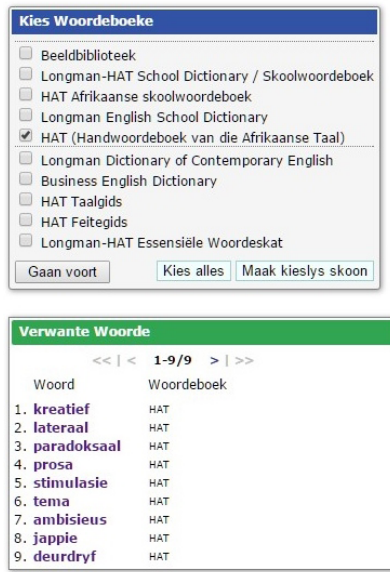 Kies Woordeboeke
Beeldbiblioteek
Longman-HAT School Dictionary / Skoolwoordeboek
HAT Afrikaanse skoolwoordeboek
Longman English School Dictionary
HAT (Handwoordeboek van die Afrikaanse Taal)
Longman Dictionary of Contemporary English
Business English Dictionary
HAT Taalgids
HAT Feitegids
Longman-HAT Essensiële Woordeskat
Gaan voort Kies alles Maak kieslys skoon
Verwante Woorde
<< | < 1-9/9 > | >>
Woord Woordeboek
1. kreatief HAT
2. lateraal HAT
3. paradoksaal HAT
4. prosa HAT
5. stimulasie HAT
6. tema HAT
7. ambisieus HAT
8. jappie HAT
9. deurdryf HAT